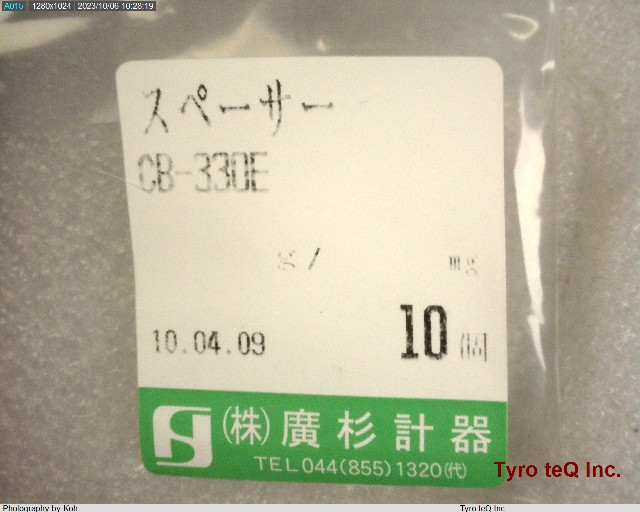 A015 1280x1024 2023/10/06 10:28:19
スペーサー
CB-330E
g/ mg
10.04.09 10個
(株)廣杉計器
TEL 044(855)1320(代)
Tyro teQ Inc.
Photography by Koh Tyro teQ Inc